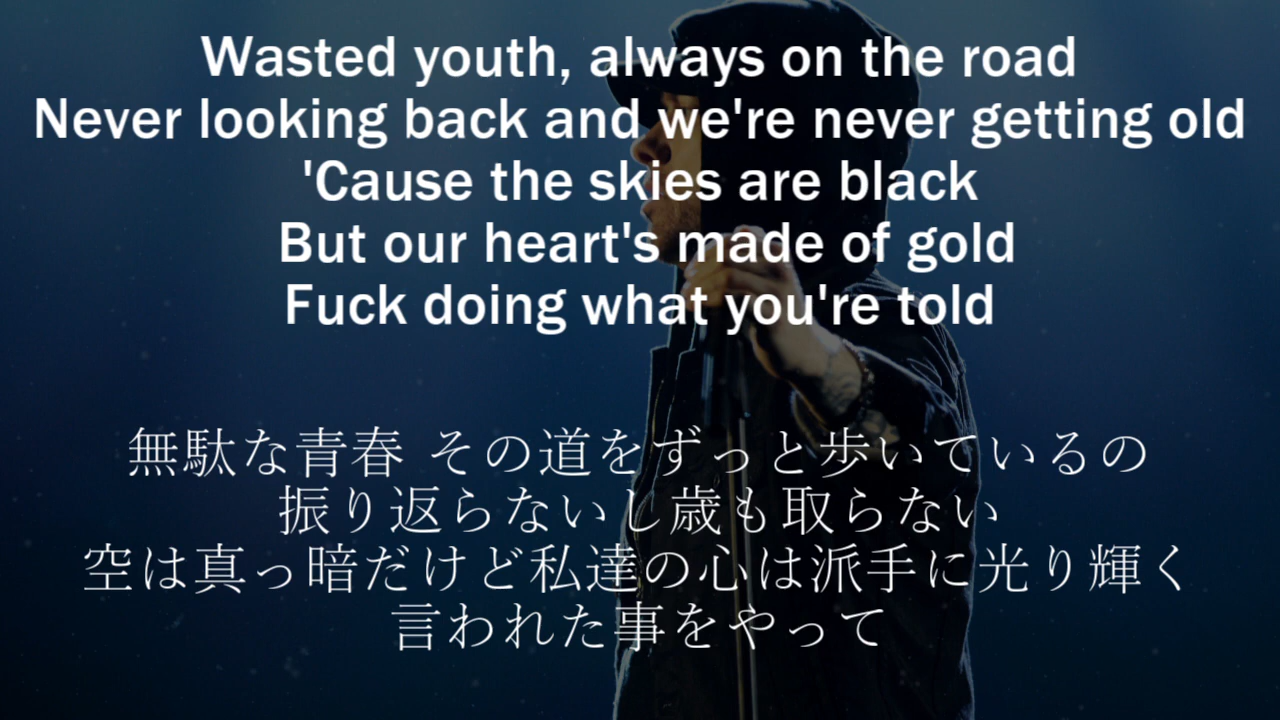 Wasted youth, always on the road
Never looking back and we're never getting old
'Cause the skies are black
But our heart's made of gold
Fuck doing what you're told
無駄な青春 その道をずっと歩いているの
振り返らないし歳も取らない
空は真っ暗だけど私達の心は派手に光り輝く
言われた事をやって